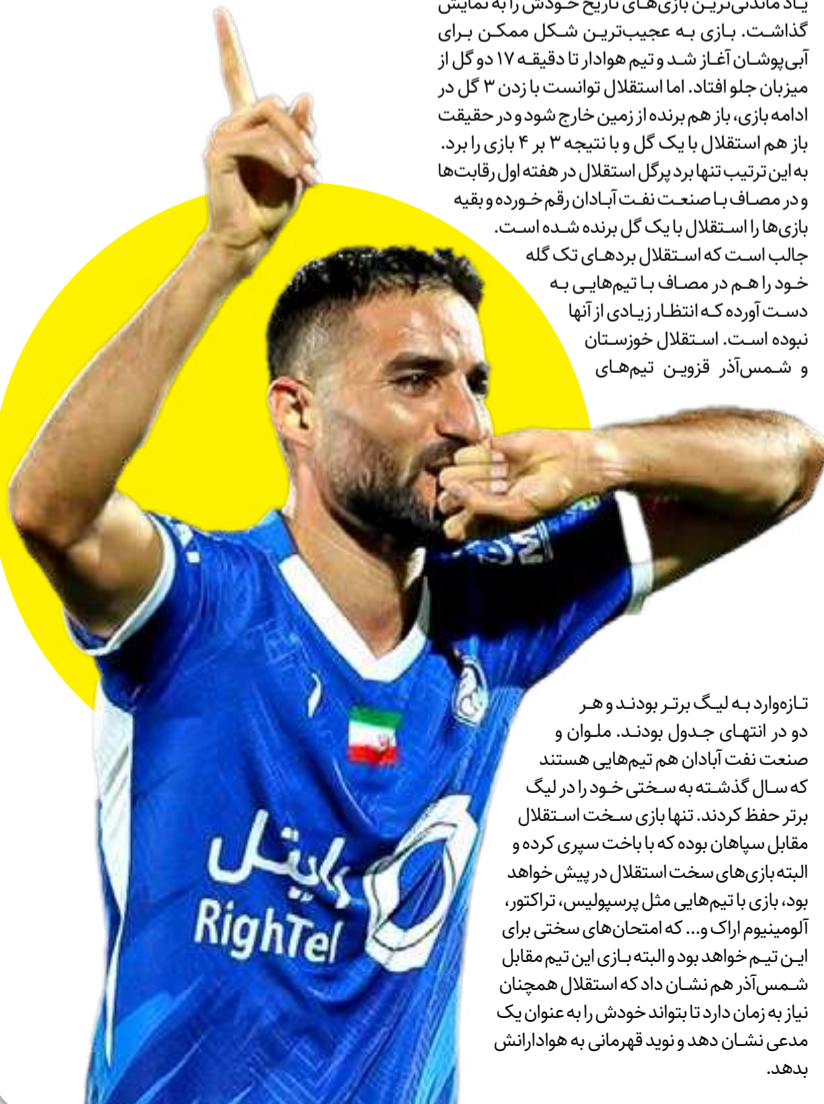 یاد ماندنی‌ترین بازی‌های تاریخ خودش را به نمایش
گذاشت. بازی به عجیب‌ترین شکل ممکن برای
آبی‌پوشان آغاز شد و تیم هوادار تا دقیقه ۱۷ دو گل از
میزبان جلو افتاد. اما استقلال توانست با زدن ۳ گل در
ادامه بازی، باز هم برنده از زمین خارج شود و در حقیقت
باز هم استقلال با یک گل و با نتیجه ۳ بر ۴ بازی را برد.
به این ترتیب تنها برد پرگل استقلال در هفته اول رقابت‌ها
و در مصاف با صنعت نفت آبادان رقم خورده و بقیه
بازی‌ها را استقلال با یک گل برنده شده است.
جالب است که استقلال بردهای تک گله
خود را هم در مصاف با تیم‌هایی به
دست آورده که انتظار زیادی از آنها
نبوده است. استقلال خوزستان
و شمس‌آذر قزوین تیم‌های
تازه‌وارد به لیگ برتر بودند و هر
دو در انتهای جدول بودند. ملوان و
صنعت نفت آبادان هم تیم‌هایی هستند
که سال گذشته به سختی خود را در لیگ
برتر حفظ کردند. تنها بازی سخت استقلال
مقابل سپاهان بوده که با باخت سپری کرده و
البته بازی‌های سخت استقلال در پیش خواهد
بود، بازی با تیم‌هایی مثل پرسپولیس، تراکتور،
آلومینیوم اراک و... که امتحان‌های سختی برای
این تیم خواهد بود و البته بازی این تیم مقابل
شمس‌آذر هم نشان داد که استقلال همچنان
نیاز به زمان دارد تا بتواند خودش را به عنوان یک
مدعی نشان دهد و نوید قهرمانی به هوادارانش
بدهد.
رایتل
RighTel